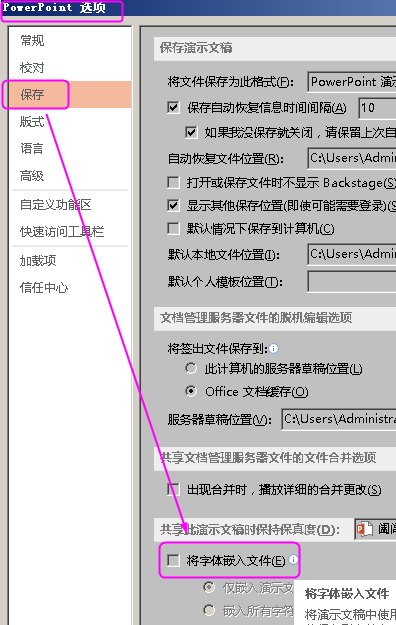 PowerPoint 选项
常规
校对
保存
版式
语言
高级
自定义功能区
快速访问工具栏
加载项
信任中心
保存演示文稿
将文件保存为此格式(F): PowerPoint 演
保存自动恢复信息时间间隔(A) 10
如果我没保存就关闭，请保留上次自
自动恢复文件位置(R): C:\Users\Admin
打开或保存文件时不显示 Backstage(S)
显示其他保存位置(即使可能需要登录)(S
默认情况下保存到计算机(C)
默认本地文件位置(I): C:\Users\Admin
默认个人模板位置(T):
文档管理服务器文件的脱机编辑选项
将签出文件保存到:
此计算机的服务器草稿位置(L)
Office 文档缓存(O)
服务器草稿位置(V): C:\Users\Administra
共享文档管理服务器文件的文件合并选项
出现合并时，播放详细的合并更改(S)
共享此演示文稿时保持保真度(D):
将字体嵌入文件(E)
仅嵌入演示文
嵌入所有字符
将字体嵌入文件
将演示文稿中使用